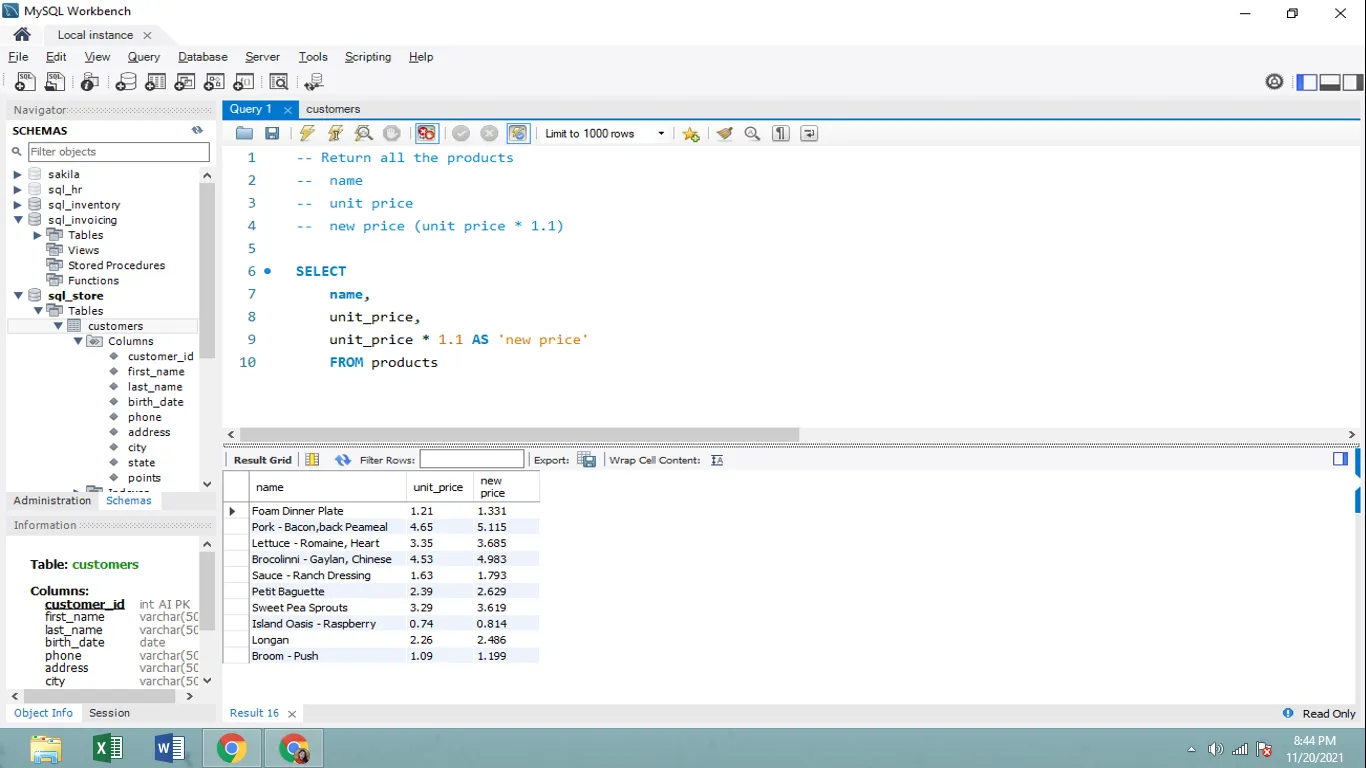 MySQL Workbench
Local instance
File Edit View Query Database Server Tools Scripting Help
Navigator
SCHEMAS
Filter objects
sakila
sql_hr
sql_inventory
sql_invoicing
Tables
Views
Stored Procedures
Functions
sql_store
Tables
customers
Columns
customer_id
first_name
last_name
birth_date
phone
address
city
state
points
Administration Schemas
Information
Table: customers
Columns:
customer_id int AI PK
first_name varchar(50
last_name varchar(50
birth_date date
phone varchar(50
address varchar(50
city varchar(50
Object Info Session
Query 1 customers
Limit to 1000 rows
1 -- Return all the products
2 -- name
3 -- unit price
4 -- new price (unit price * 1.1)
5
6 SELECT
7 name,
8 unit_price,
9 unit_price * 1.1 AS 'new price'
10 FROM products
Result Grid Filter Rows: Export: Wrap Cell Content:
name unit_price new price
Foam Dinner Plate 1.21 1.331
Pork - Bacon,back Peameal 4.65 5.115
Lettuce - Romaine, Heart 3.35 3.685
Brocolinni - Gaylan, Chinese 4.53 4.983
Sauce - Ranch Dressing 1.63 1.793
Petit Baguette 2.39 2.629
Sweet Pea Sprouts 3.29 3.619
Island Oasis - Raspberry 0.74 0.814
Longan 2.26 2.486
Broom - Push 1.09 1.199
Result 16
Read Only
8:44 PM
11/20/2021